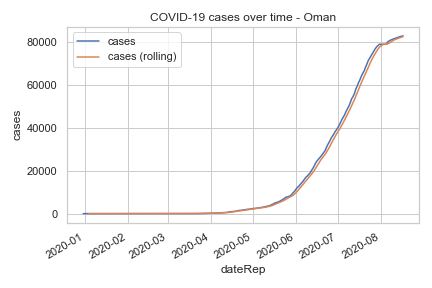 COVID-19 cases over time - Oman
cases
cases (rolling)
80000
60000
40000
20000
0
cases
2020-01
2020-02
2020-03
2020-04
2020-05
2020-06
2020-07
2020-08
dateRep